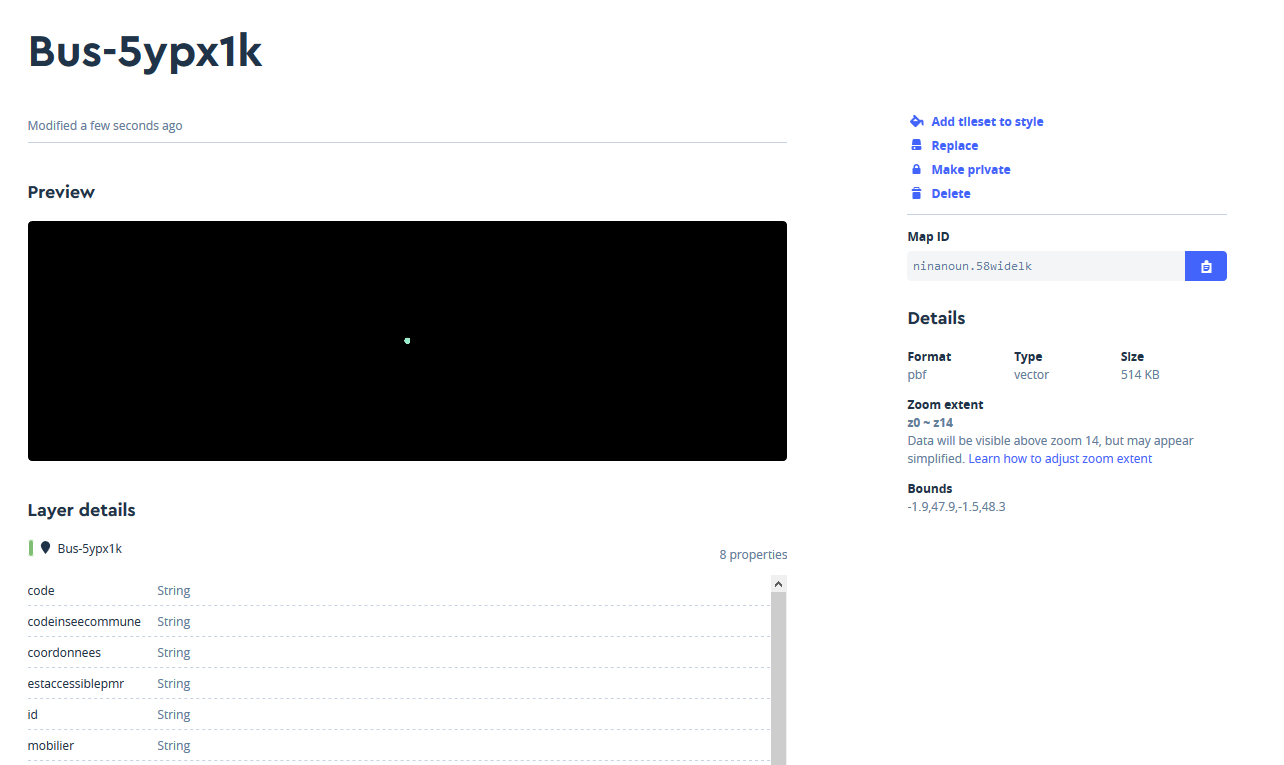 Bus-5ypx1k
Modified a few seconds ago
Preview
Layer details
Bus-5ypx1k
8 properties
code String
codeinseecommune String
coordonnees String
estaccessiblepmr String
id String
mobilier String
Add tileset to style
Replace
Make private
Delete
Map ID
ninanoun.58widelk
Details
Format Type Size
pbf vector 514 KB
Zoom extent
z0 ~ z14
Data will be visible above zoom 14, but may appear
simplified. Learn how to adjust zoom extent
Bounds
-1.9,47.9,-1.5,48.3